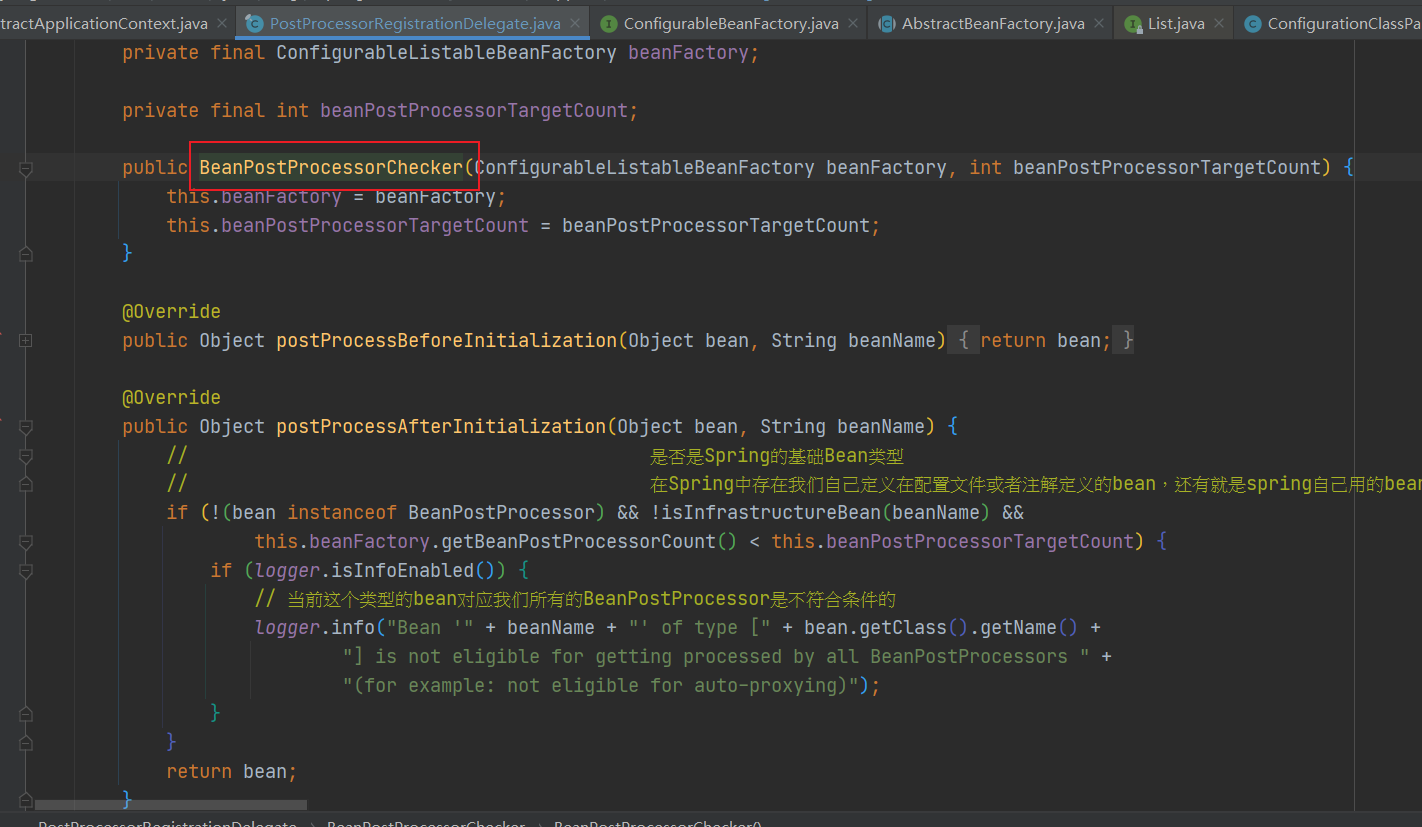 tractApplicationContext.java PostProcessorRegistrationDelegate.java ConfigurableBeanFactory.java AbstractBeanFactory.java List.java ConfigurationClassPa
private final ConfigurableListableBeanFactory beanFactory;
private final int beanPostProcessorTargetCount;
public BeanPostProcessorChecker(ConfigurableListableBeanFactory beanFactory, int beanPostProcessorTargetCount) {
this.beanFactory = beanFactory;
this.beanPostProcessorTargetCount = beanPostProcessorTargetCount;
}
@Override
public Object postProcessBeforeInitialization(Object bean, String beanName) { return bean; }
@Override
public Object postProcessAfterInitialization(Object bean, String beanName) {
// 是否是Spring的基础Bean类型
// 在Spring中存在我们自己定义在配置文件或者注解定义的bean，还有就是spring自己用的bean
if (!(bean instanceof BeanPostProcessor) && !isInfrastructureBean(beanName) &&
this.beanFactory.getBeanPostProcessorCount() < this.beanPostProcessorTargetCount) {
if (logger.isInfoEnabled()) {
// 当前这个类型的bean对应我们所有的BeanPostProcessor是不符合条件的
logger.info("Bean '" + beanName + "' of type [" + bean.getClass().getName() +
"] is not eligible for getting processed by all BeanPostProcessors " +
"(for example: not eligible for auto-proxying)");
}
}
return bean;
}
PostProcessorRegistrationDelegate > BeanPostProcessorChecker > BeanPostProcessorChecker()